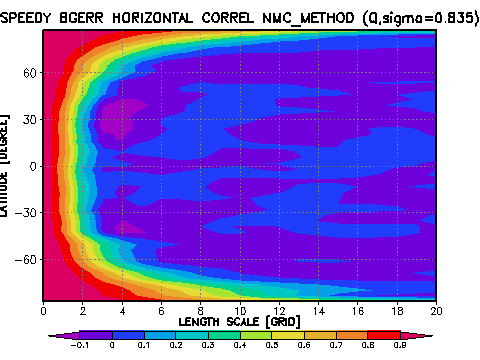 SPEEDY BGERR HORIZONTAL CORREL NMC_METHOD (Q,sigma=0.835)
LATITUDE [DEGREE]
60
30
0
−30
−60
0 2 4 6 8 10 12 14 16 18 20
LENGTH SCALE [GRID]
−0.1 0 0.1 0.2 0.3 0.4 0.5 0.6 0.7 0.8 0.9